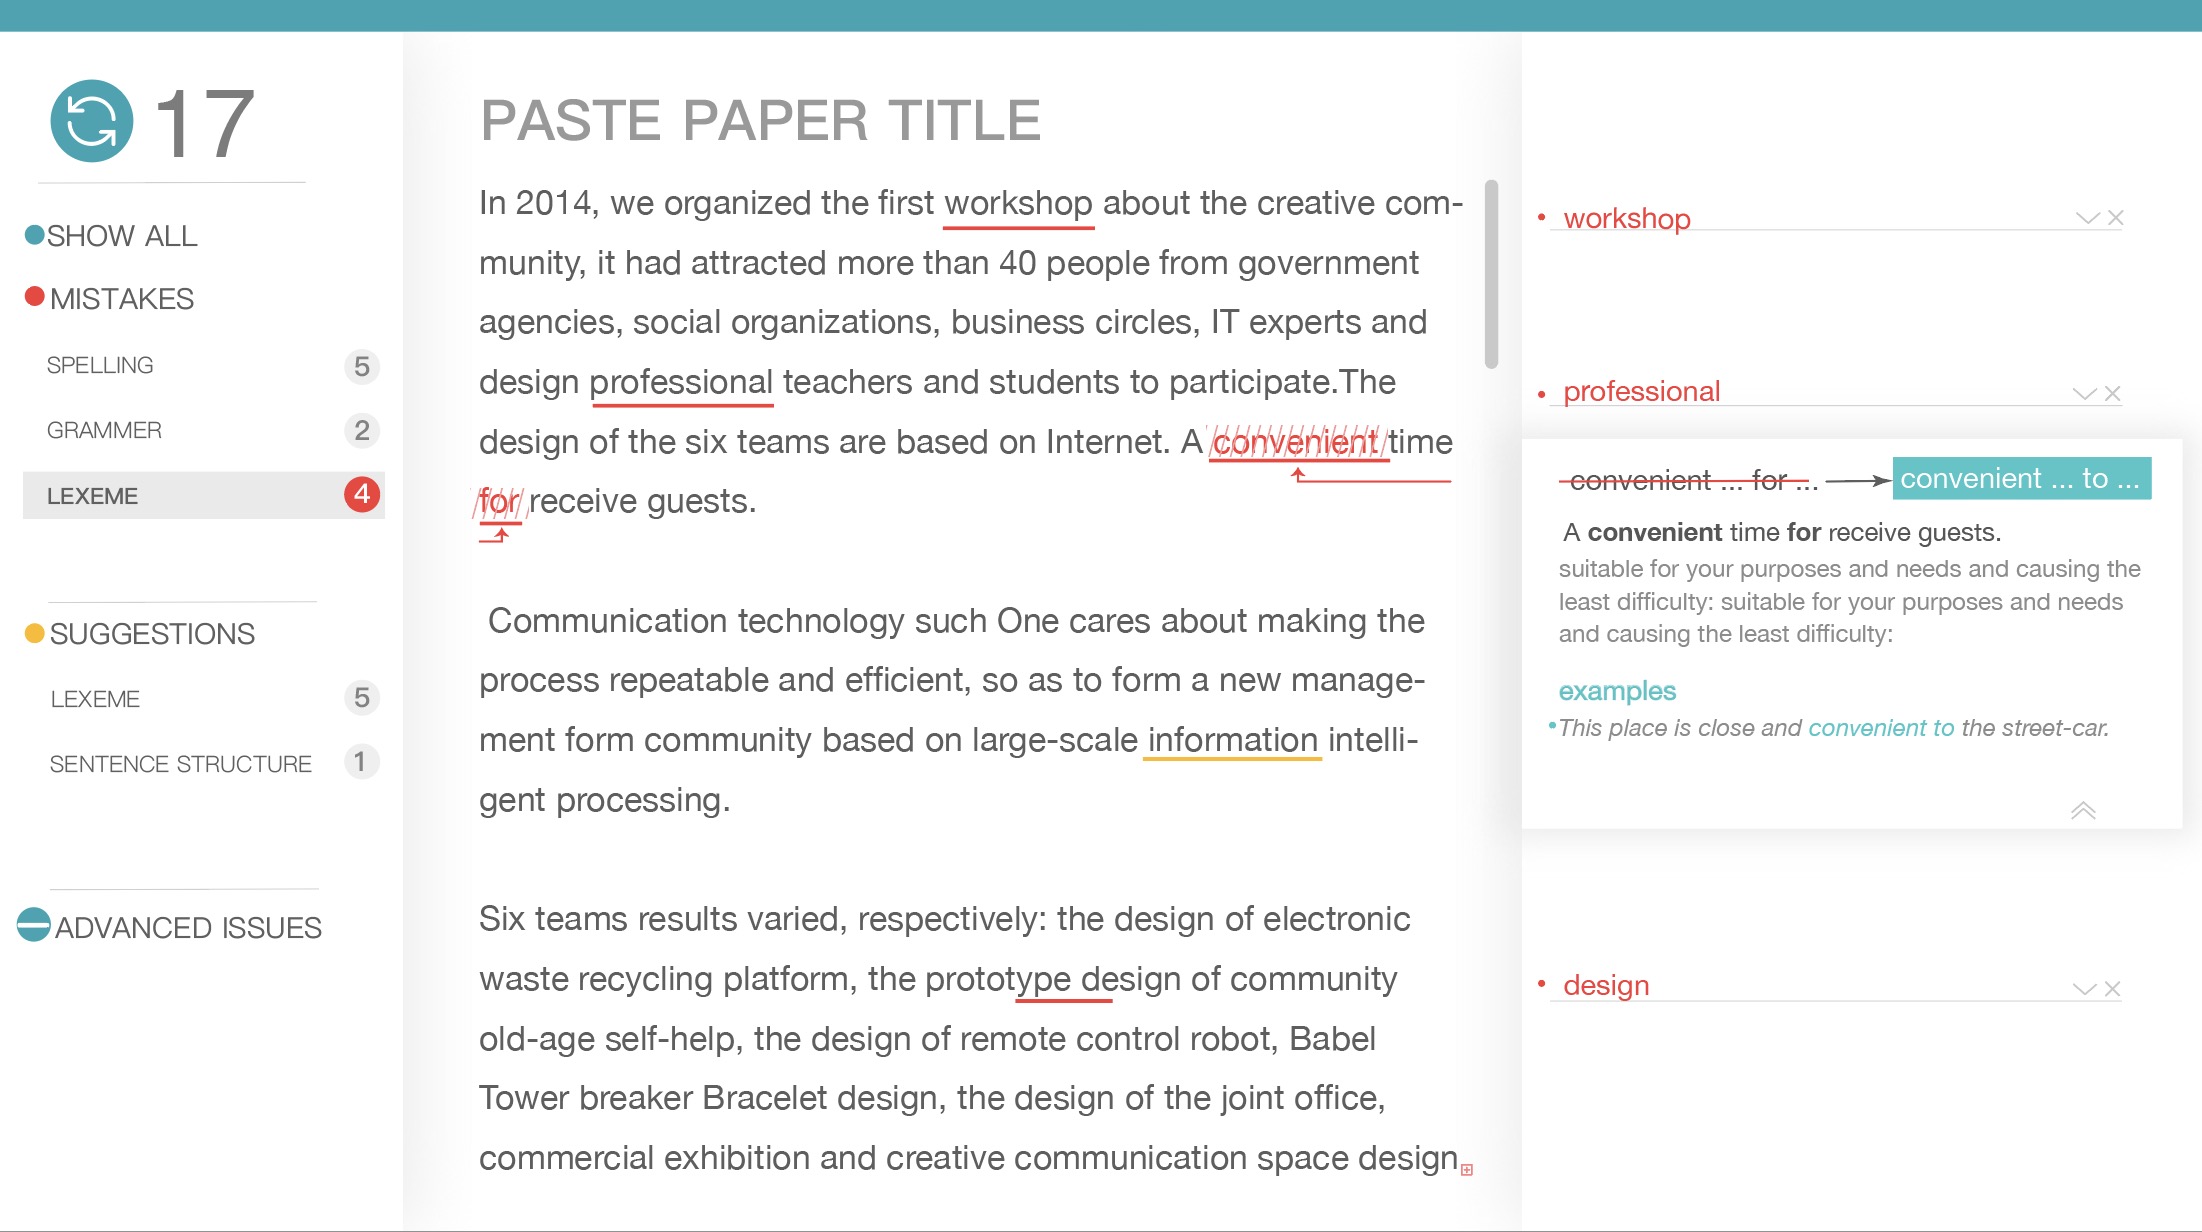 17
SHOW ALL
MISTAKES
SPELLING 5
GRAMMER 2
LEXEME 4
SUGGESTIONS
LEXEME 5
SENTENCE STRUCTURE 1
ADVANCED ISSUES
PASTE PAPER TITLE
In 2014, we organized the first workshop about the creative com-
munity, it had attracted more than 40 people from government
agencies, social organizations, business circles, IT experts and
design professional teachers and students to participate.The
design of the six teams are based on Internet. A convenient time
for receive guests.
Communication technology such One cares about making the
process repeatable and efficient, so as to form a new manage-
ment form community based on large-scale information intelli-
gent processing.
Six teams results varied, respectively: the design of electronic
waste recycling platform, the prototype design of community
old-age self-help, the design of remote control robot, Babel
Tower breaker Bracelet design, the design of the joint office,
commercial exhibition and creative communication space design
workshop
professional
convenient ... for ... convenient ... to ...
A convenient time for receive guests.
suitable for your purposes and needs and causing the
least difficulty: suitable for your purposes and needs
and causing the least difficulty:
examples
This place is close and convenient to the street-car.
design